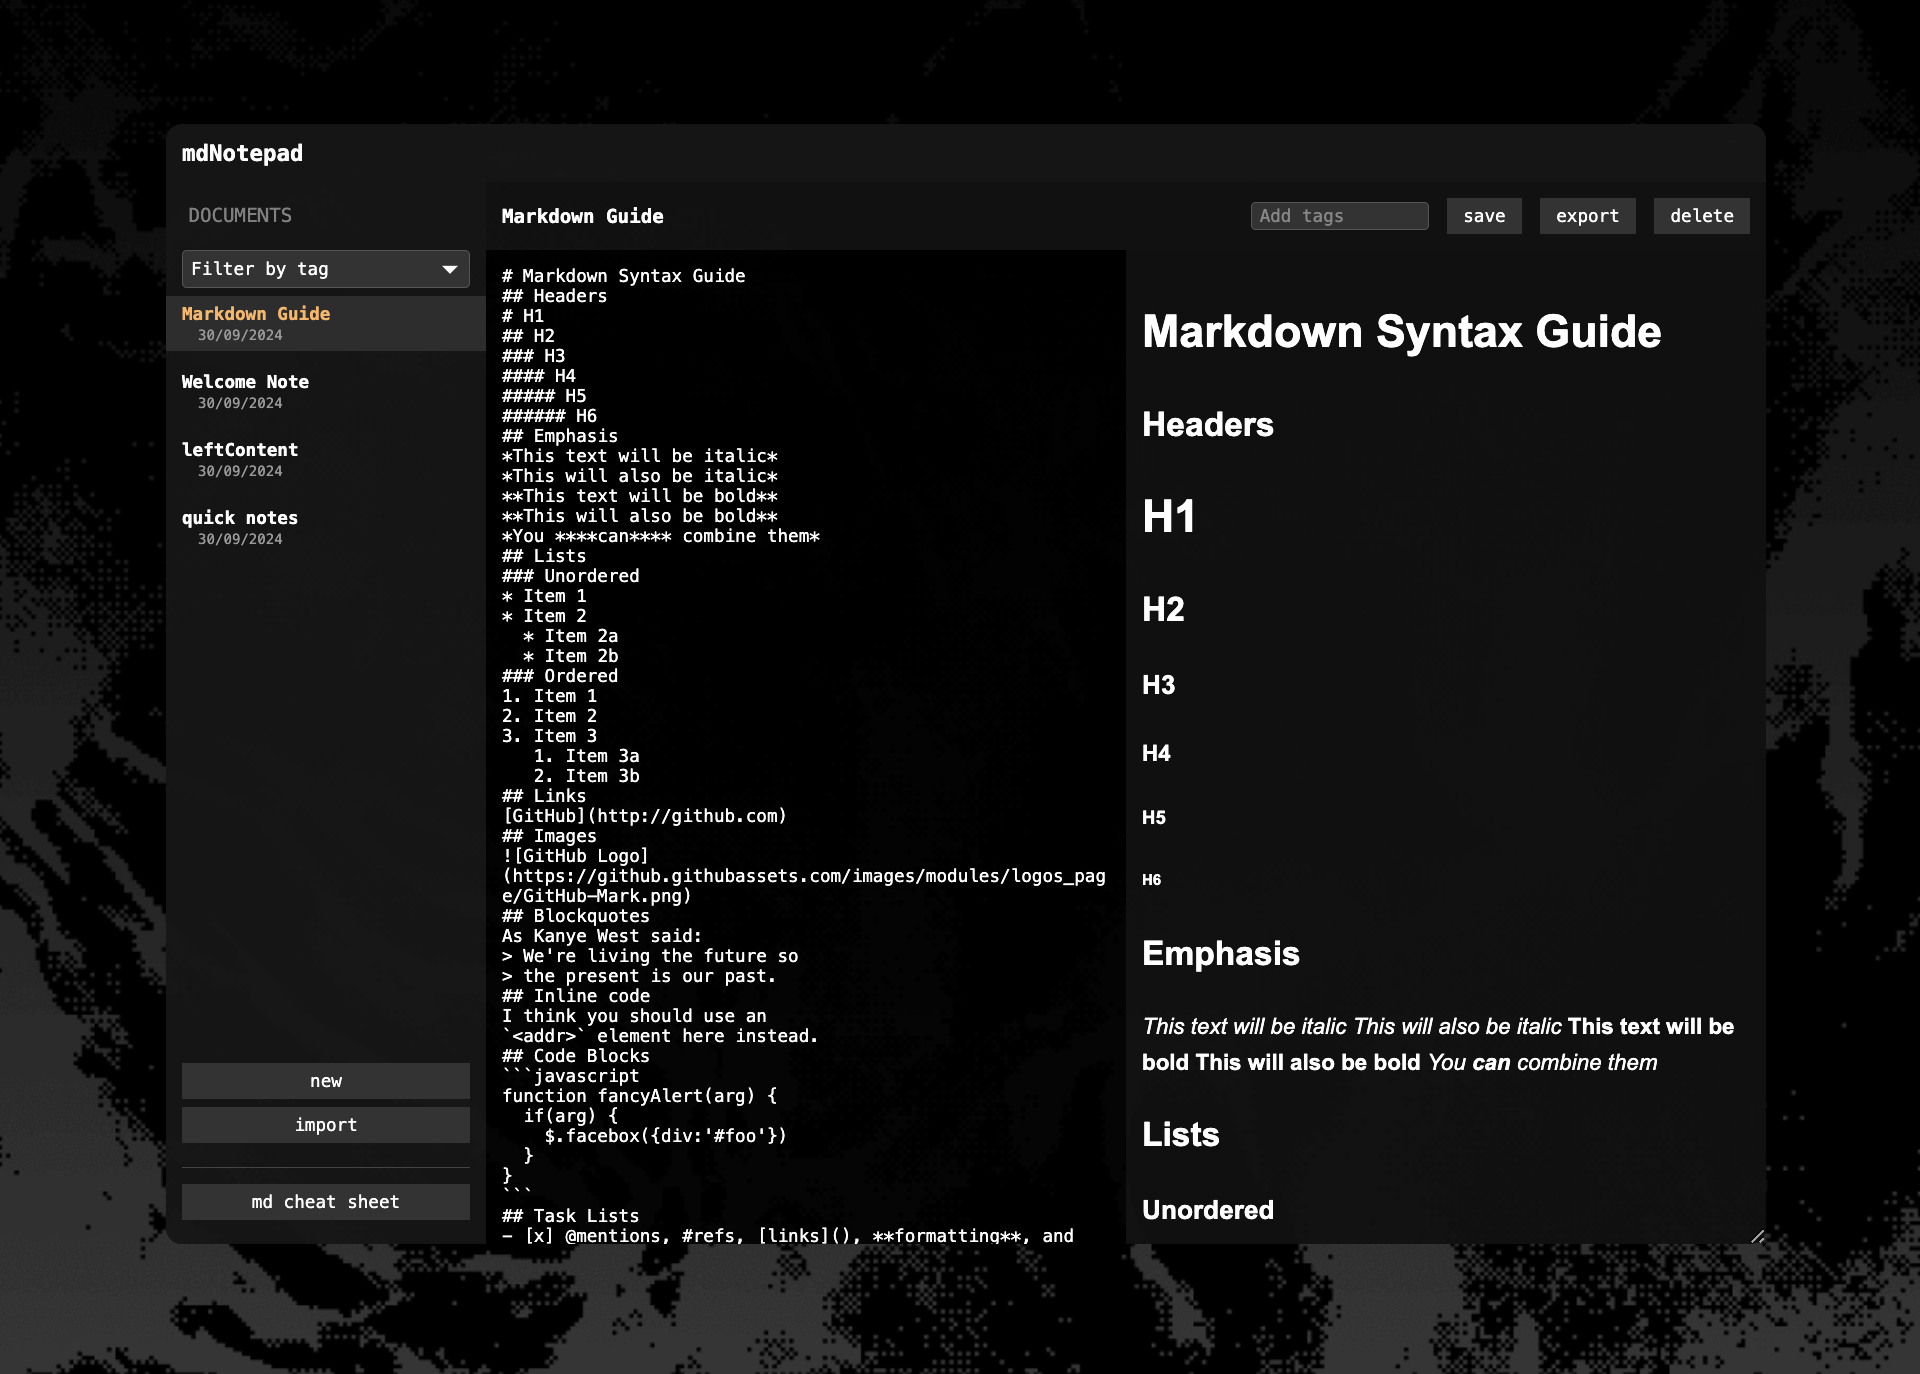 mdNotepad
DOCUMENTS
Filter by tag
Markdown Guide
30/09/2024
Welcome Note
30/09/2024
leftContent
30/09/2024
quick notes
30/09/2024
new
import
md cheat sheet
Markdown Guide
Add tags
save
export
delete
# Markdown Syntax Guide
## Headers
# H1
## H2
### H3
#### H4
##### H5
###### H6
## Emphasis
*This text will be italic*
*This will also be italic*
**This text will be bold**
**This will also be bold**
*You ****can**** combine them*
## Lists
### Unordered
* Item 1
* Item 2
  * Item 2a
  * Item 2b
### Ordered
1. Item 1
2. Item 2
3. Item 3
   1. Item 3a
   2. Item 3b
## Links
[GitHub](http://github.com)
## Images
![GitHub Logo]
(https://github.githubassets.com/images/modules/logos_pag
e/GitHub-Mark.png)
## Blockquotes
As Kanye West said:
> We're living the future so
> the present is our past.
## Inline code
I think you should use an
`<addr>` element here instead.
## Code Blocks
```javascript
function fancyAlert(arg) {
  if(arg) {
    $.facebox({div:'#foo'})
  }
}
```
## Task Lists
- [x] @mentions, #refs, [links](), **formatting**, and
Markdown Syntax Guide
Headers
H1
H2
H3
H4
H5
H6
Emphasis
This text will be italic This will also be italic This text will be
bold This will also be bold You can combine them
Lists
Unordered